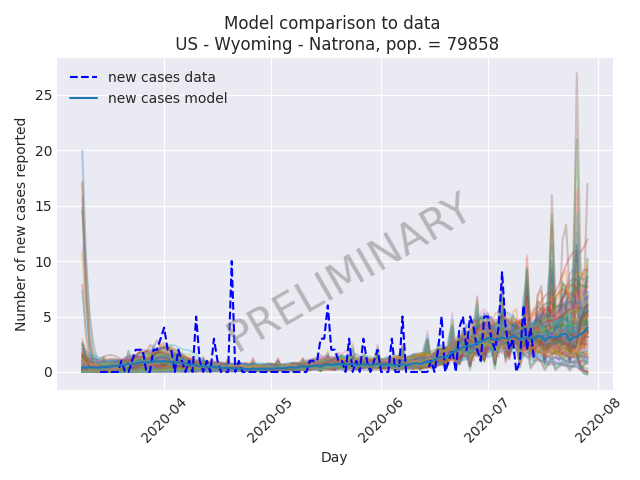 Model comparison to data
US - Wyoming - Natrona, pop. = 79858
new cases data
new cases model
Number of new cases reported
25
20
15
10
5
0
PRELIMINARY
2020-04
2020-05
2020-06
2020-07
2020-08
Day